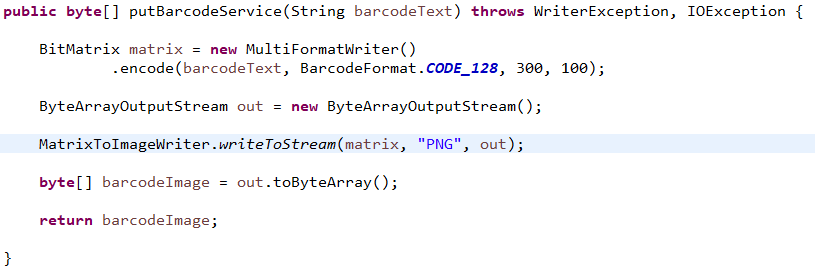 public byte[] putBarcodeService(String barcodeText) throws WriterException, IOException {
BitMatrix matrix = new MultiFormatWriter()
.encode(barcodeText, BarcodeFormat.CODE_128, 300, 100);
ByteArrayOutputStream out = new ByteArrayOutputStream();
MatrixToImageWriter.writeToStream(matrix, "PNG", out);
byte[] barcodeImage = out.toByteArray();
return barcodeImage;
}